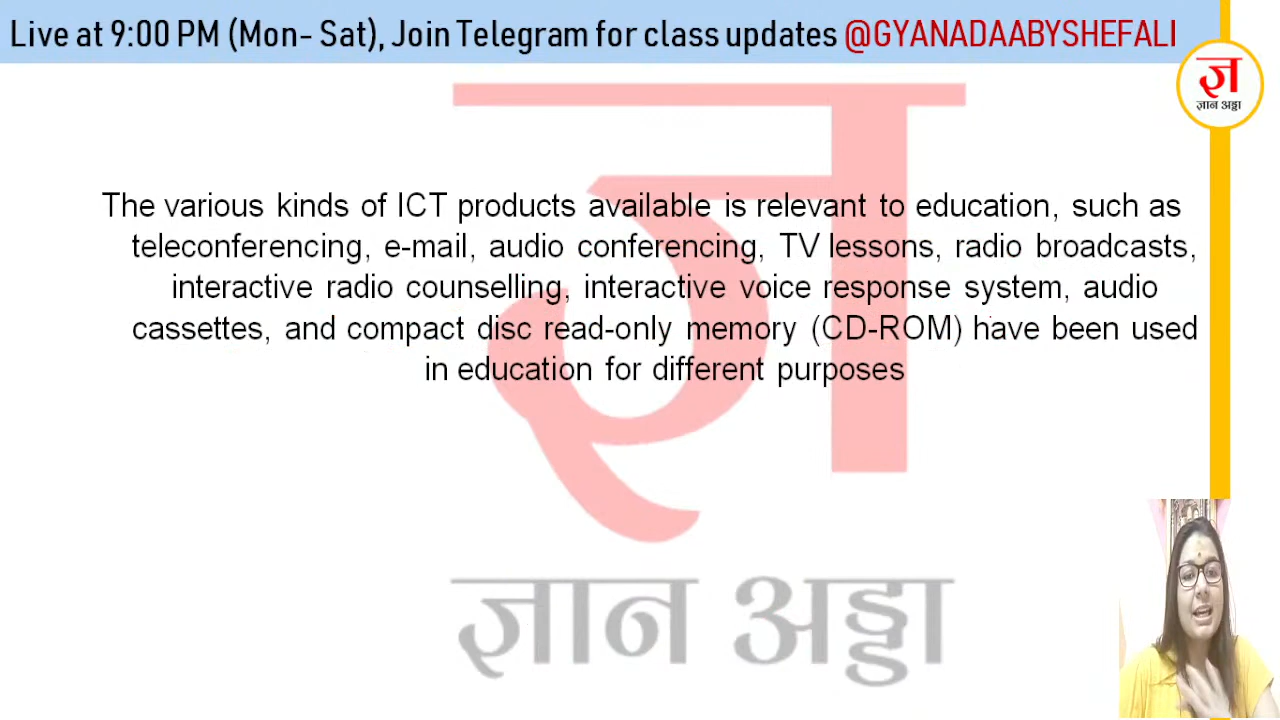 Live at 9:00 PM (Mon- Sat), Join Telegram for class updates @GYANADAABYSHEFALI
ज्ञ
ज्ञान अड्डा
The various kinds of ICT products available is relevant to education, such as
teleconferencing, e-mail, audio conferencing, TV lessons, radio broadcasts,
interactive radio counselling, interactive voice response system, audio
cassettes, and compact disc read-only memory (CD-ROM) have been used
in education for different purposes
ज्ञ
ज्ञान अड्डा